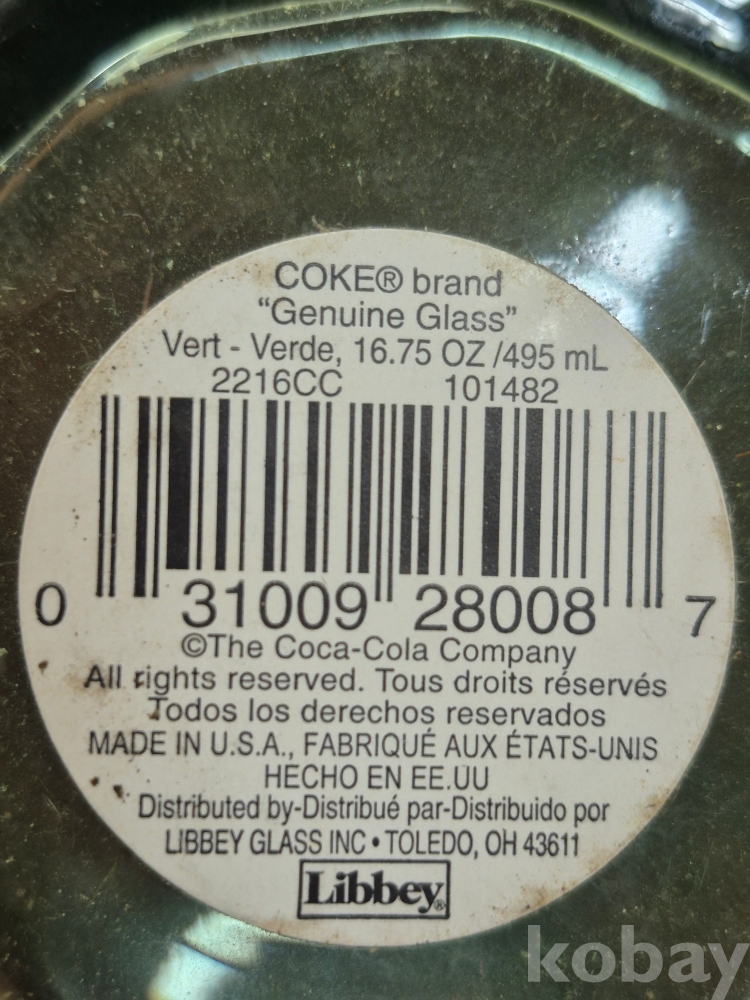 COKE® brand
“Genuine Glass”
Vert - Verde, 16.75 OZ /495 mL
2216CC 101482
0 31009 28008 7
©The Coca-Cola Company
All rights reserved. Tous droits réservés
Todos los derechos reservados
MADE IN U.S.A., FABRIQUÉ AUX ÉTATS-UNIS
HECHO EN EE.UU
Distributed by-Distribué par-Distribuido por
LIBBEY GLASS INC • TOLEDO, OH 43611
Libbey®
kobay